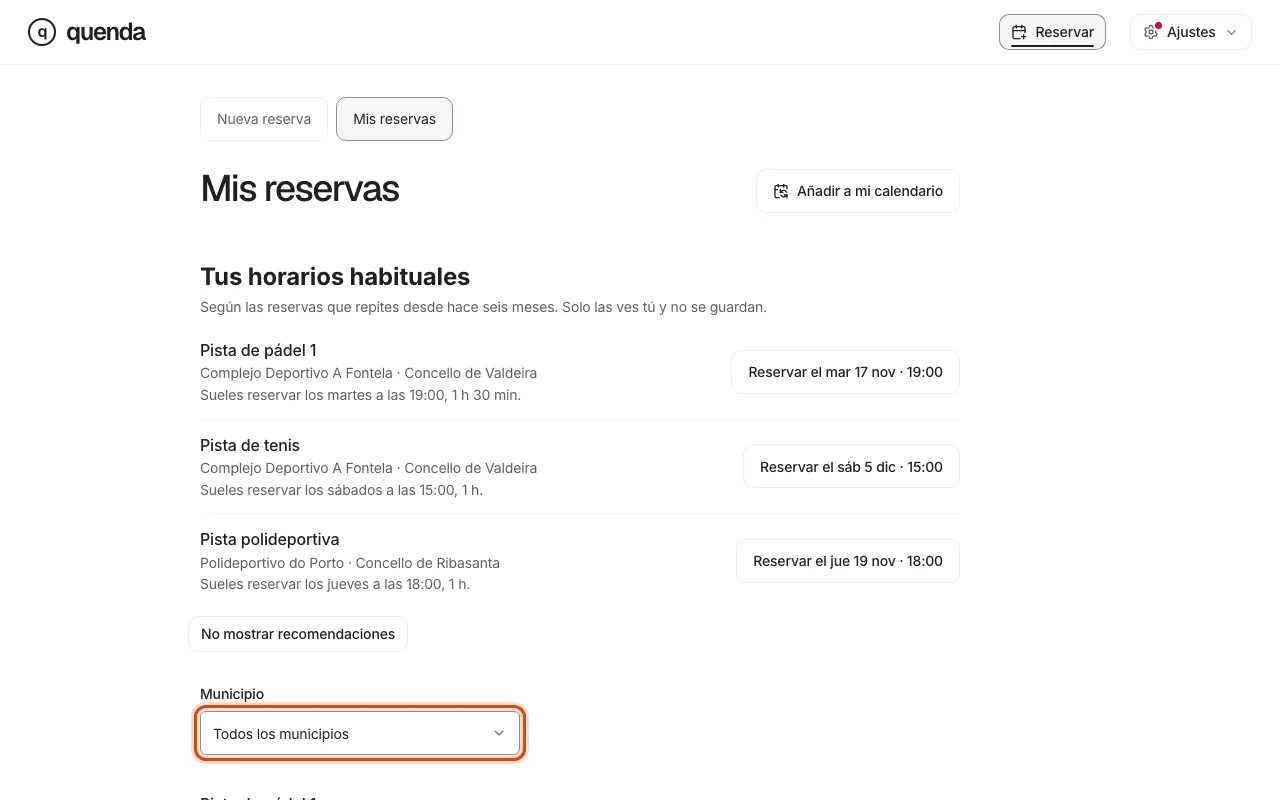 q quenda
Reservar
Ajustes
Nueva reserva
Mis reservas
Mis reservas
Añadir a mi calendario
Tus horarios habituales
Según las reservas que repites desde hace seis meses. Solo las ves tú y no se guardan.
Pista de pádel 1
Complejo Deportivo A Fontela · Concello de Valdeira
Sueles reservar los martes a las 19:00, 1 h 30 min.
Reservar el mar 17 nov · 19:00
Pista de tenis
Complejo Deportivo A Fontela · Concello de Valdeira
Sueles reservar los sábados a las 15:00, 1 h.
Reservar el sáb 5 dic · 15:00
Pista polideportiva
Polideportivo do Porto · Concello de Ribasanta
Sueles reservar los jueves a las 18:00, 1 h.
Reservar el jue 19 nov · 18:00
No mostrar recomendaciones
Municipio
Todos los municipios